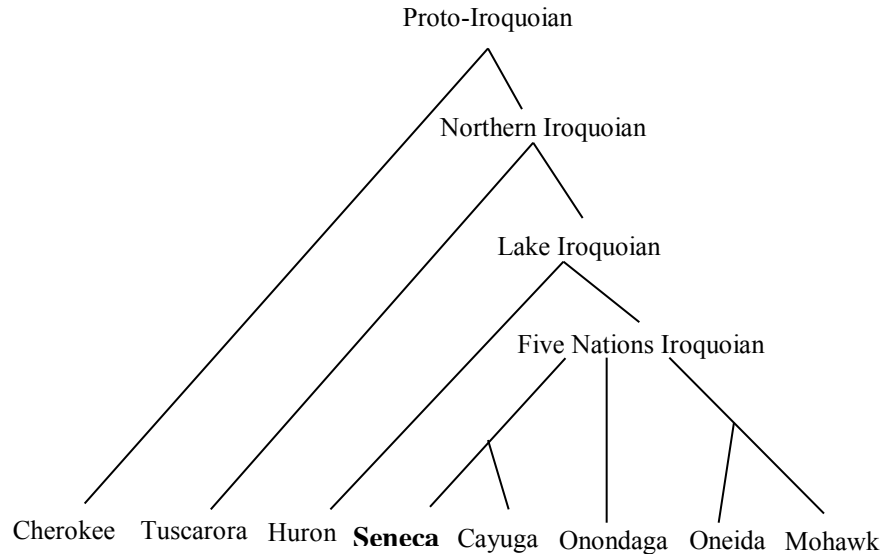 Proto-Iroquoian
Northern Iroquoian
Lake Iroquoian
Five Nations Iroquoian
Cherokee Tuscarora Huron Seneca Cayuga Onondaga Oneida Mohawk